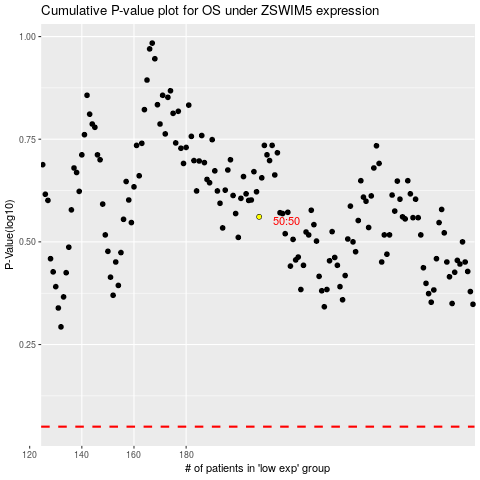 Cumulative P-value plot for OS under ZSWIM5 expression
1.00
0.75
0.50
0.25
P-Value(log10)
50:50
120 140 160 180
# of patients in 'low exp' group